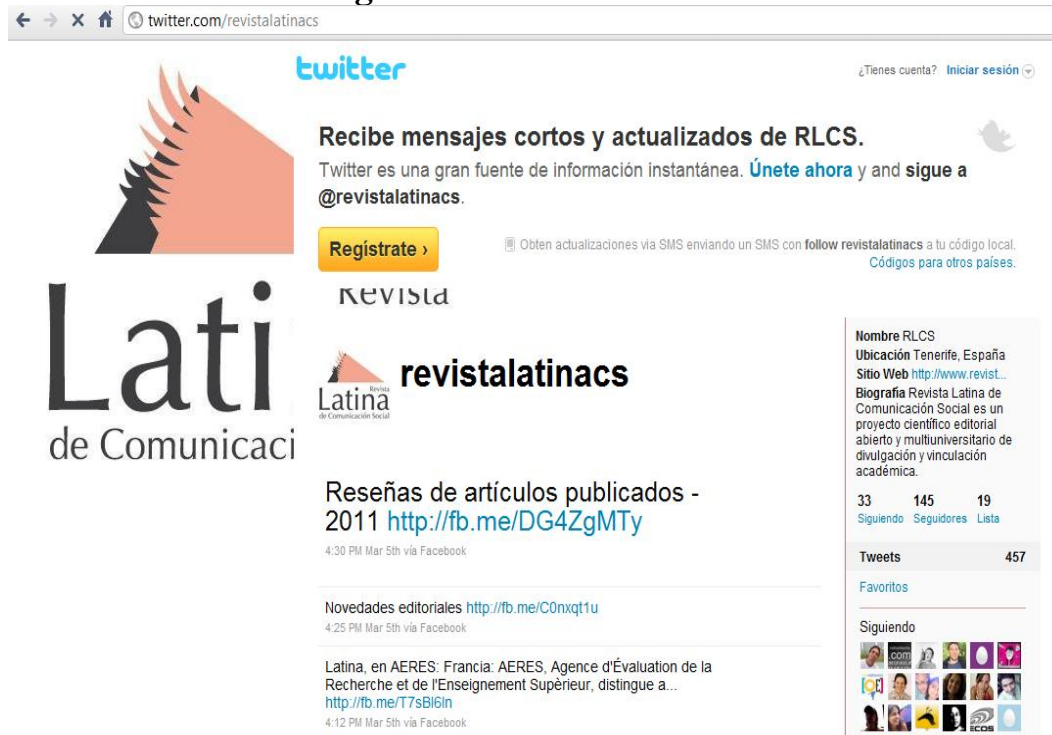 twitter.com/revistalatinacs
twitter
¿Tienes cuenta? Iniciar sesión
Recibe mensajes cortos y actualizados de RLCS.
Twitter es una gran fuente de información instantánea. Únete ahora y and sigue a
@revistalatinacs.
Regístrate ›
Obten actualizaciones via SMS enviando un SMS con follow revistalatinacs a tu código local.
Códigos para otros países.
Revista
Lati
de Comunicaci
Revista
Latina
de Comunicación Social
revistalatinacs
Reseñas de artículos publicados -
2011 http://fb.me/DG4ZgMTy
4:30 PM Mar 5th vía Facebook
Novedades editoriales http://fb.me/C0nxqt1u
4:25 PM Mar 5th vía Facebook
Latina, en AERES: Francia: AERES, Agence d'Évaluation de la
Recherche et de l'Enseignement Supèrieur, distingue a...
http://fb.me/T7sBl6ln
4:12 PM Mar 5th vía Facebook
Nombre RLCS
Ubicación Tenerife, España
Sitio Web http://www.revist...
Biografía Revista Latina de
Comunicación Social es un
proyecto científico editorial
abierto y multiuniversitario de
divulgación y vinculación
académica.
33 145 19
Siguiendo Seguidores Lista
Tweets 457
Favoritos
Siguiendo
.com
ECOS